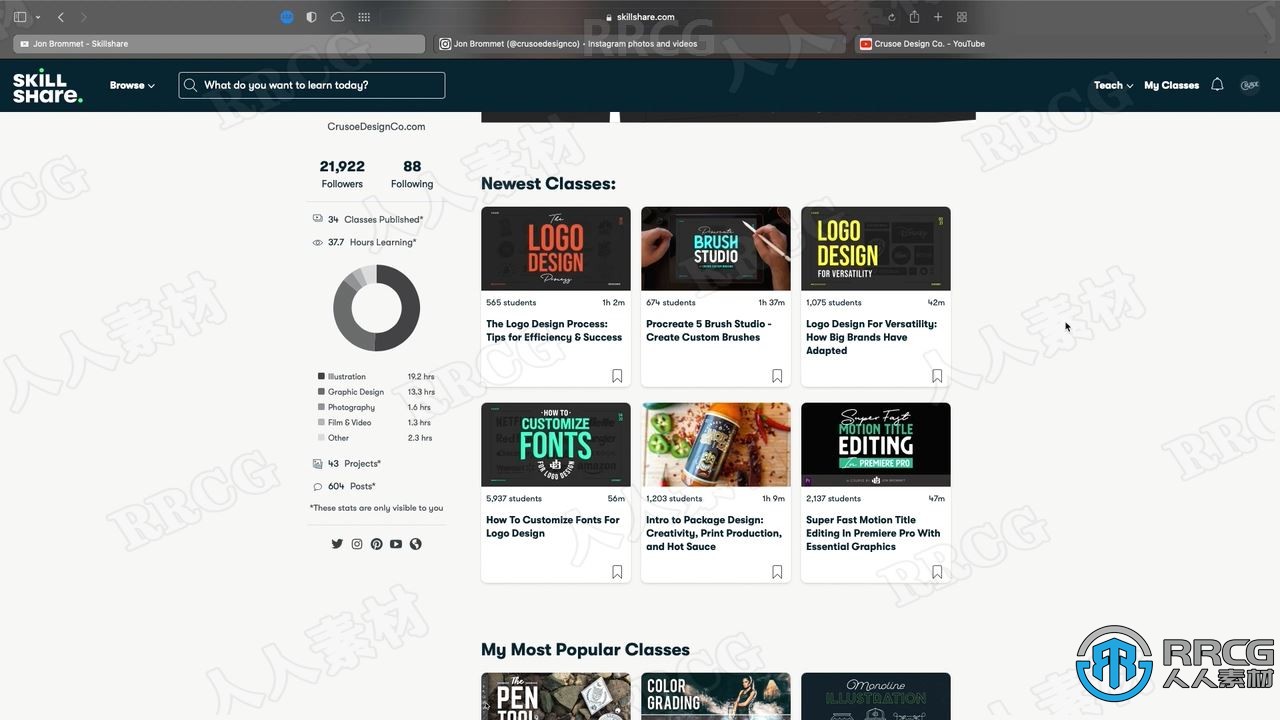 skillshare.com
Jon Brommet - Skillshare
Jon Brommet (@crusoedesignco) • Instagram photos and videos
Crusoe Design Co. - YouTube
SKILL
SHARE.
Browse
What do you want to learn today?
Teach
My Classes
CrusoeDesignCo.com
21,922
Followers
88
Following
34 Classes Published*
37.7 Hours Learning*
Illustration 19.2 hrs
Graphic Design 13.3 hrs
Photography 1.6 hrs
Film & Video 1.3 hrs
Other 2.3 hrs
43 Projects*
604 Posts*
*These stats are only visible to you
Newest Classes:
The
LOGO
DESIGN
Process
565 students 1h 2m
The Logo Design Process:
Tips for Efficiency & Success
Procreate
BRUSH
STUDIO
674 students 1h 37m
Procreate 5 Brush Studio -
Create Custom Brushes
LOGO
DESIGN
FOR VERSATILITY
1,075 students 42m
Logo Design For Versatility:
How Big Brands Have
Adapted
-HOW TO-
CUSTOMIZE
FONTS
FOR LOGO DESIGN
5,937 students 56m
How To Customize Fonts For
Logo Design
1,203 students 1h 9m
Intro to Package Design:
Creativity, Print Production,
and Hot Sauce
Super Fast
MOTION TITLE
EDITING
In PREMIERE PRO
2,137 students 47m
Super Fast Motion Title
Editing In Premiere Pro With
Essential Graphics
My Most Popular Classes
The
PEN
TOOL
COLOR
GRADING
Monoline
ILLUSTRATION
RRCG
人人素材